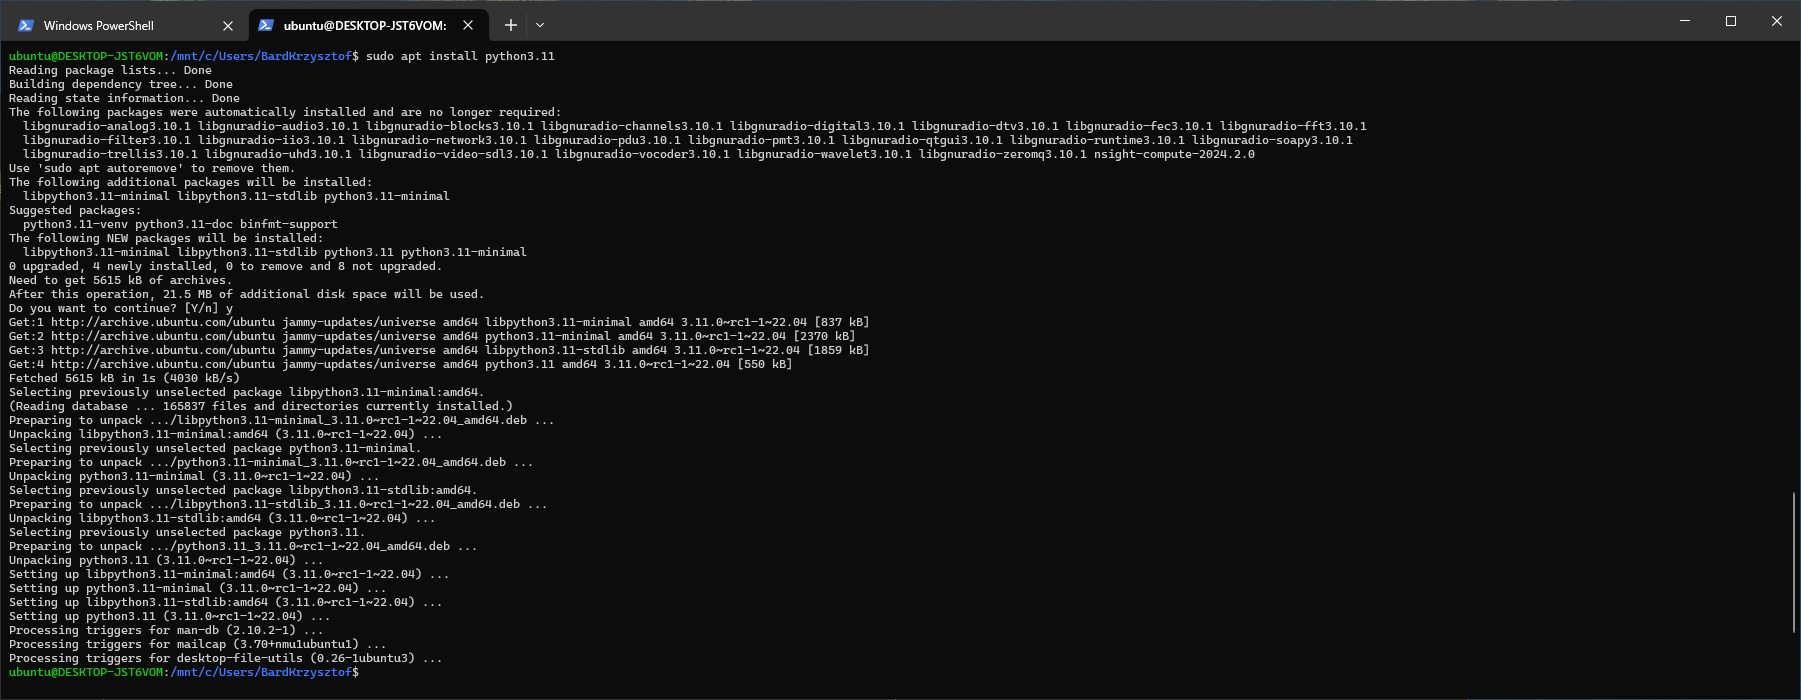 Windows PowerShell
ubuntu@DESKTOP-JST6VOM:
ubuntu@DESKTOP-JST6VOM:/mnt/c/Users/BardKrzysztof$ sudo apt install python3.11
Reading package lists... Done
Building dependency tree... Done
Reading state information... Done
The following packages were automatically installed and are no longer required:
  libgnuradio-analog3.10.1 libgnuradio-audio3.10.1 libgnuradio-blocks3.10.1 libgnuradio-channels3.10.1 libgnuradio-digital3.10.1 libgnuradio-dtv3.10.1 libgnuradio-fec3.10.1 libgnuradio-fft3.10.1
  libgnuradio-filter3.10.1 libgnuradio-iio3.10.1 libgnuradio-network3.10.1 libgnuradio-pdu3.10.1 libgnuradio-pmt3.10.1 libgnuradio-qtgui3.10.1 libgnuradio-runtime3.10.1 libgnuradio-soapy3.10.1
  libgnuradio-trellis3.10.1 libgnuradio-uhd3.10.1 libgnuradio-video-sdl3.10.1 libgnuradio-vocoder3.10.1 libgnuradio-wavelet3.10.1 libgnuradio-zeromq3.10.1 nsight-compute-2024.2.0
Use 'sudo apt autoremove' to remove them.
The following additional packages will be installed:
  libpython3.11-minimal libpython3.11-stdlib python3.11-minimal
Suggested packages:
  python3.11-venv python3.11-doc binfmt-support
The following NEW packages will be installed:
  libpython3.11-minimal libpython3.11-stdlib python3.11 python3.11-minimal
0 upgraded, 4 newly installed, 0 to remove and 8 not upgraded.
Need to get 5615 kB of archives.
After this operation, 21.5 MB of additional disk space will be used.
Do you want to continue? [Y/n] y
Get:1 http://archive.ubuntu.com/ubuntu jammy-updates/universe amd64 libpython3.11-minimal amd64 3.11.0~rc1-1~22.04 [837 kB]
Get:2 http://archive.ubuntu.com/ubuntu jammy-updates/universe amd64 python3.11-minimal amd64 3.11.0~rc1-1~22.04 [2370 kB]
Get:3 http://archive.ubuntu.com/ubuntu jammy-updates/universe amd64 libpython3.11-stdlib amd64 3.11.0~rc1-1~22.04 [1859 kB]
Get:4 http://archive.ubuntu.com/ubuntu jammy-updates/universe amd64 python3.11 amd64 3.11.0~rc1-1~22.04 [550 kB]
Fetched 5615 kB in 1s (4030 kB/s)
Selecting previously unselected package libpython3.11-minimal:amd64.
(Reading database ... 165837 files and directories currently installed.)
Preparing to unpack .../libpython3.11-minimal_3.11.0~rc1-1~22.04_amd64.deb ...
Unpacking libpython3.11-minimal:amd64 (3.11.0~rc1-1~22.04) ...
Selecting previously unselected package python3.11-minimal.
Preparing to unpack .../python3.11-minimal_3.11.0~rc1-1~22.04_amd64.deb ...
Unpacking python3.11-minimal (3.11.0~rc1-1~22.04) ...
Selecting previously unselected package libpython3.11-stdlib:amd64.
Preparing to unpack .../libpython3.11-stdlib_3.11.0~rc1-1~22.04_amd64.deb ...
Unpacking libpython3.11-stdlib:amd64 (3.11.0~rc1-1~22.04) ...
Selecting previously unselected package python3.11.
Preparing to unpack .../python3.11_3.11.0~rc1-1~22.04_amd64.deb ...
Unpacking python3.11 (3.11.0~rc1-1~22.04) ...
Setting up libpython3.11-minimal:amd64 (3.11.0~rc1-1~22.04) ...
Setting up python3.11-minimal (3.11.0~rc1-1~22.04) ...
Setting up libpython3.11-stdlib:amd64 (3.11.0~rc1-1~22.04) ...
Setting up python3.11 (3.11.0~rc1-1~22.04) ...
Processing triggers for man-db (2.10.2-1) ...
Processing triggers for mailcap (3.70+nmu1ubuntu1) ...
Processing triggers for desktop-file-utils (0.26-1ubuntu3) ...
ubuntu@DESKTOP-JST6VOM:/mnt/c/Users/BardKrzysztof$